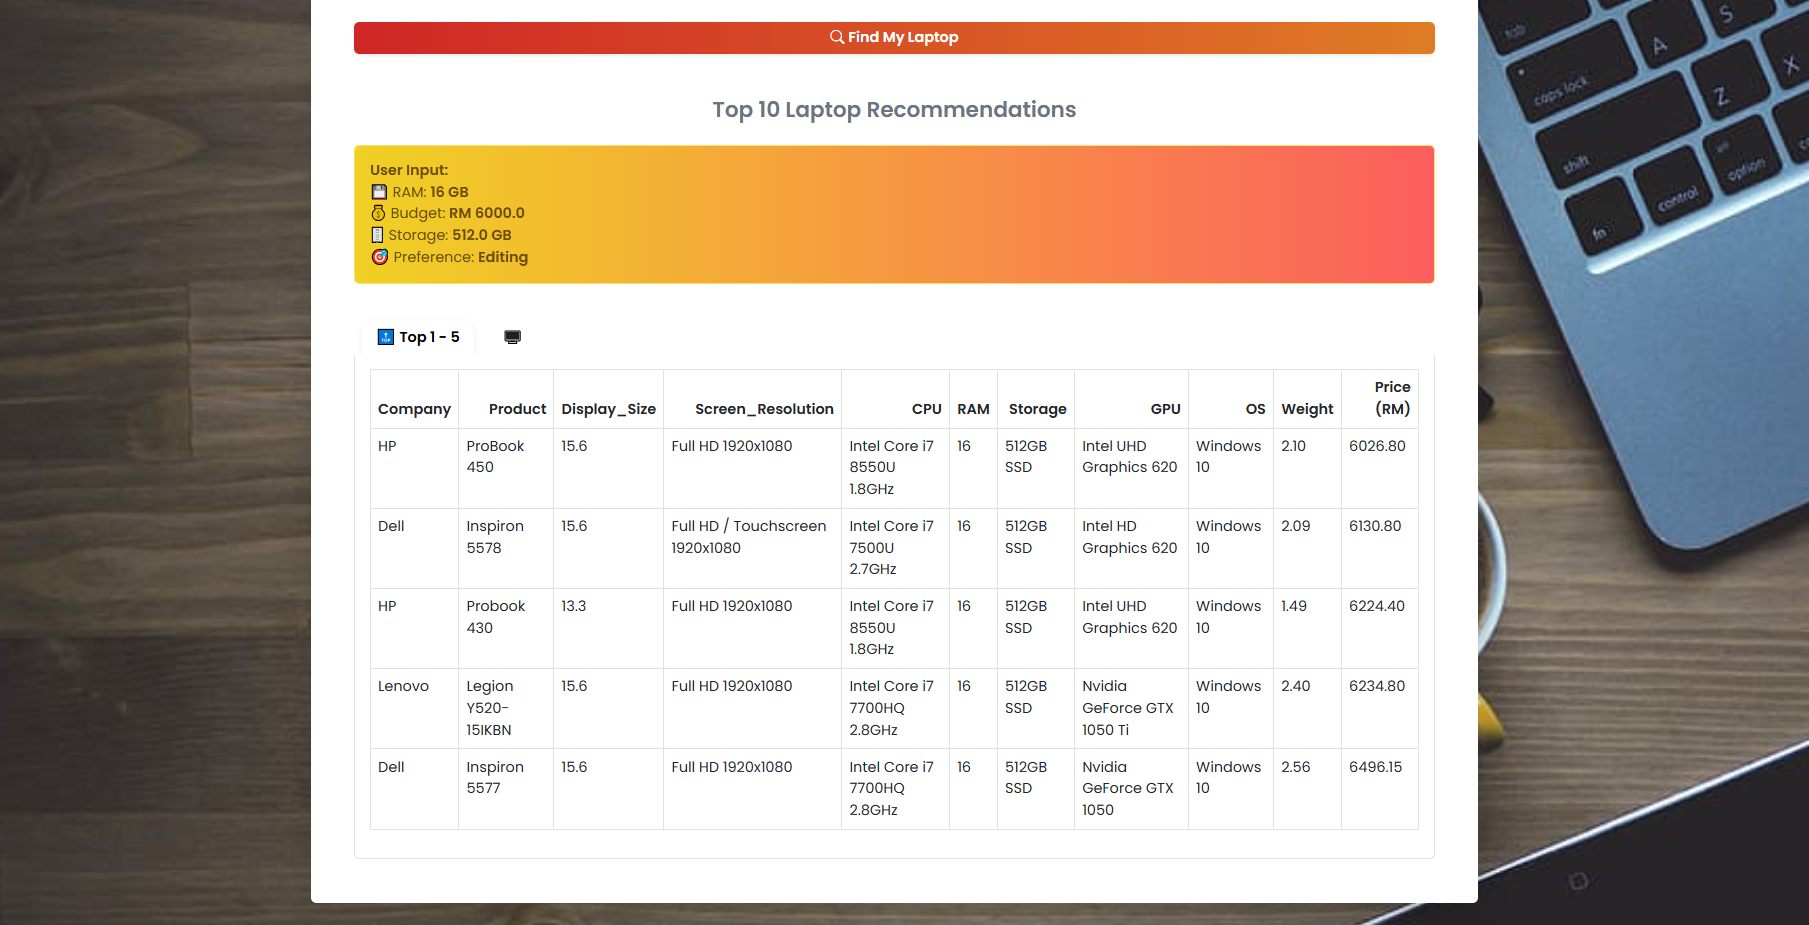 Find My Laptop
Top 10 Laptop Recommendations
User Input:
RAM: 16 GB
Budget: RM 6000.0
Storage: 512.0 GB
Preference: Editing
TOP Top 1 - 5
Company Product Display_Size Screen_Resolution CPU RAM Storage GPU OS Weight Price (RM)
HP ProBook 450 15.6 Full HD 1920x1080 Intel Core i7 8550U 1.8GHz 16 512GB SSD Intel UHD Graphics 620 Windows 10 2.10 6026.80
Dell Inspiron 5578 15.6 Full HD / Touchscreen 1920x1080 Intel Core i7 7500U 2.7GHz 16 512GB SSD Intel HD Graphics 620 Windows 10 2.09 6130.80
HP Probook 430 13.3 Full HD 1920x1080 Intel Core i7 8550U 1.8GHz 16 512GB SSD Intel UHD Graphics 620 Windows 10 1.49 6224.40
Lenovo Legion Y520-15IKBN 15.6 Full HD 1920x1080 Intel Core i7 7700HQ 2.8GHz 16 512GB SSD Nvidia GeForce GTX 1050 Ti Windows 10 2.40 6234.80
Dell Inspiron 5577 15.6 Full HD 1920x1080 Intel Core i7 7700HQ 2.8GHz 16 512GB SSD Nvidia GeForce GTX 1050 Windows 10 2.56 6496.15
tab
S
A
caps lock
X
Z
shift
option
control
fn